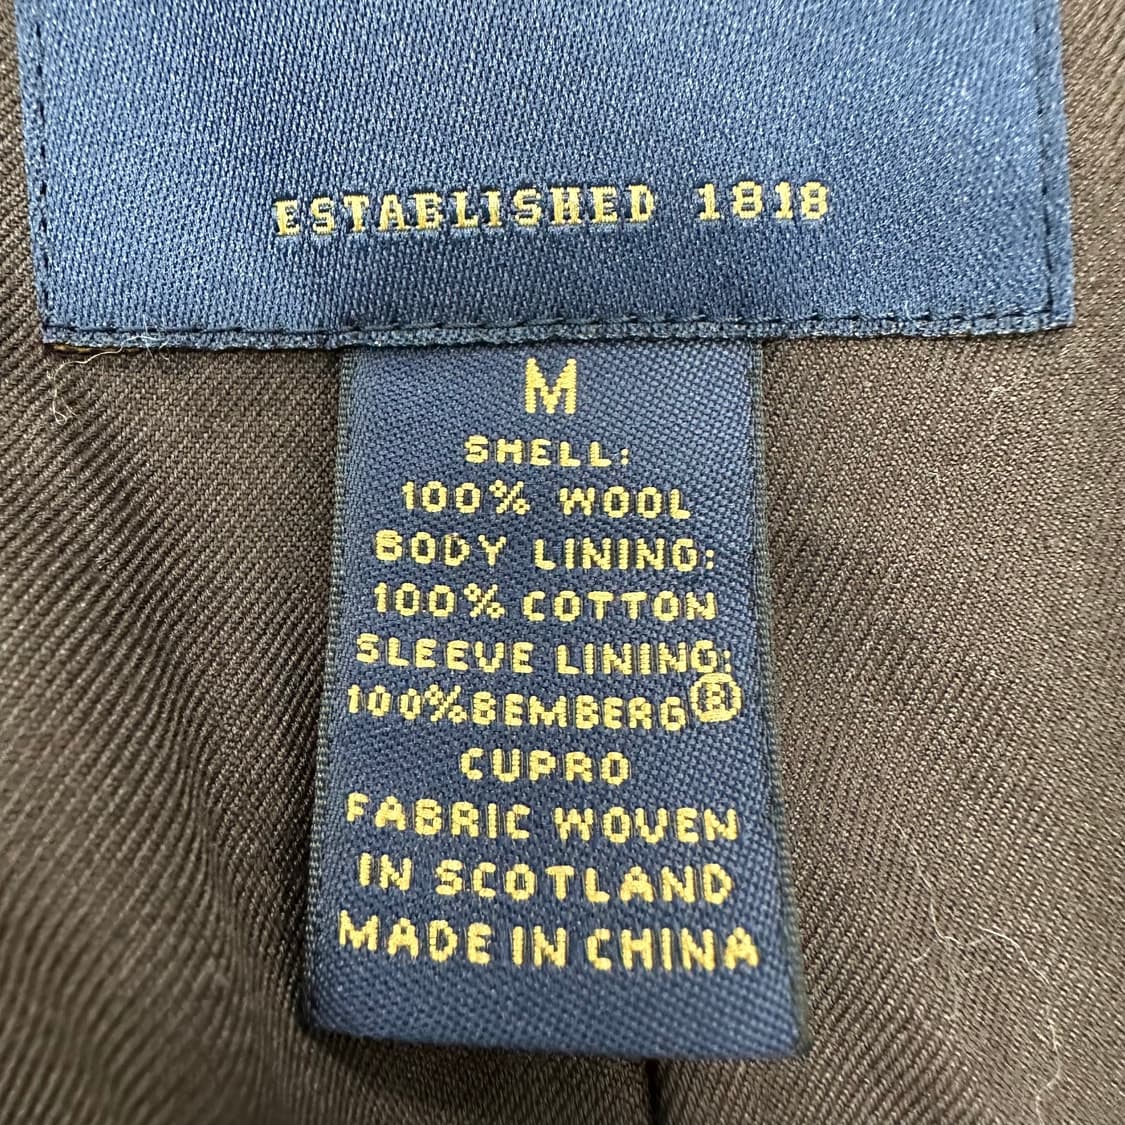 ESTABLISHED 1818
M
SHELL:
100% WOOL
BODY LINING:
100% COTTON
SLEEVE LINING:
100%BEMBERG®
CUPRO
FABRIC WOVEN
IN SCOTLAND
MADE IN CHINA